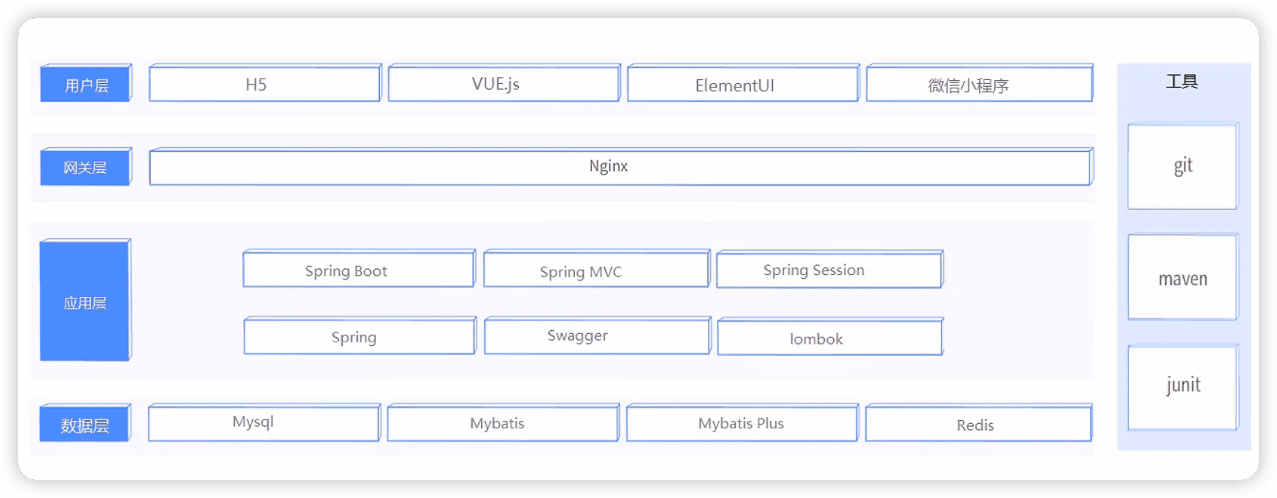 用户层 H5 VUE.js ElementUI 微信小程序
网关层 Nginx
应用层
Spring Boot Spring MVC Spring Session
Spring Swagger lombok
数据层 Mysql Mybatis Mybatis Plus Redis
工具
git
maven
junit